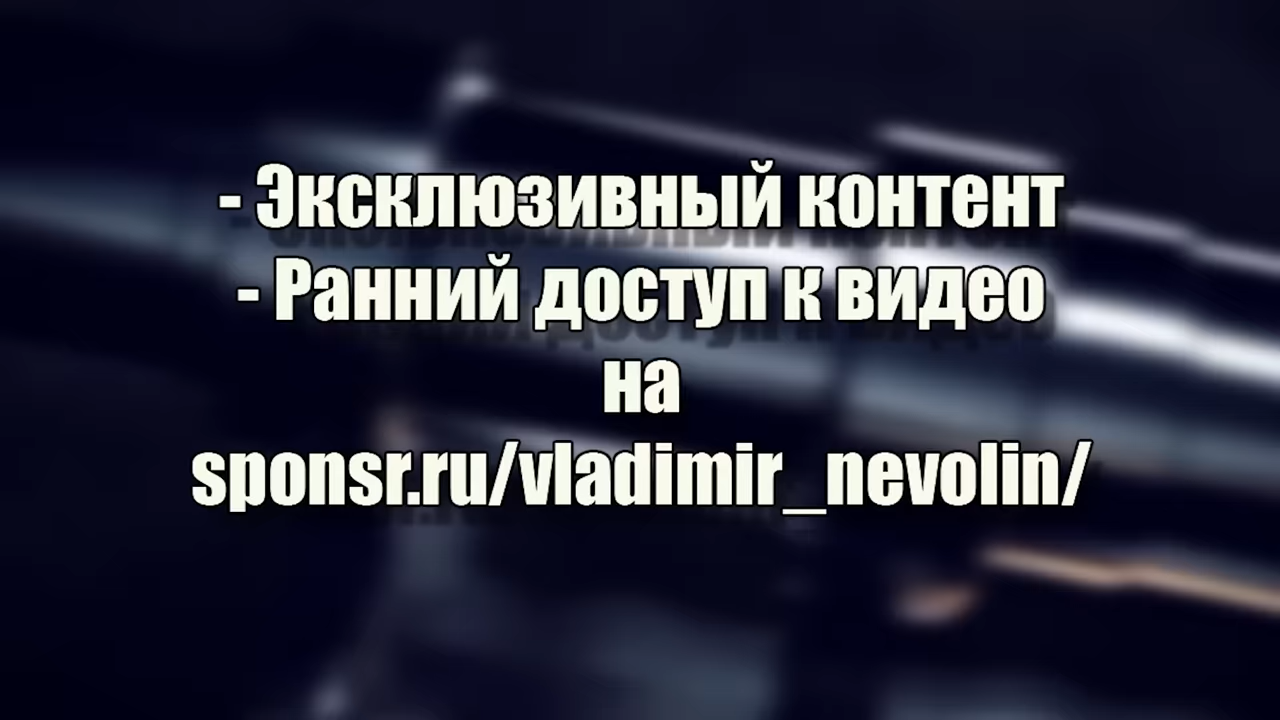 - Эксклюзивный контент
- Ранний доступ к видео
на
sponsr.ru/vladimir_nevolin/